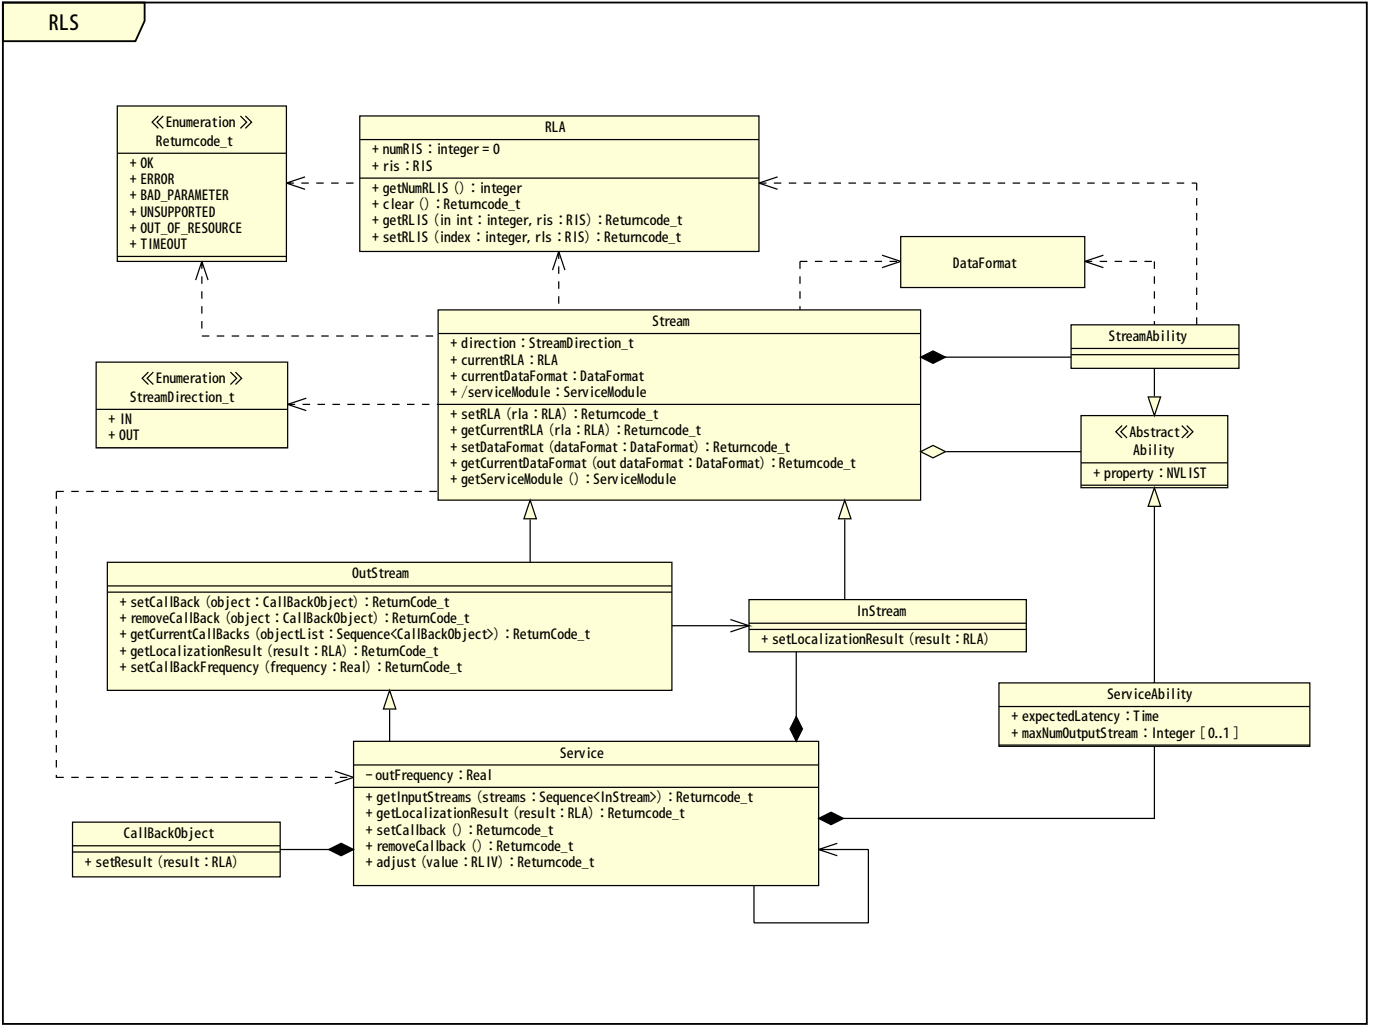 RLS
≪Enumeration ≫
Returncode_t
+ OK
+ ERROR
+ BAD_PARAMETER
+ UNSUPPORTED
+ OUT_OF_RESOURCE
+ TIMEOUT
RLA
+ numRIS : integer = 0
+ ris : RIS
+ getNumRLIS () : integer
+ clear () : Returncode_t
+ getRLIS (in int : integer, ris : RIS) : Returncode_t
+ setRLIS (index : integer, rls : RIS) : Returncode_t
DataFormat
Stream
+ direction : StreamDirection_t
+ currentRLA : RLA
+ currentDataFormat : DataFormat
+ /serviceModule : ServiceModule
+ setRLA (rla : RLA) : Returncode_t
+ getCurrentRLA (rla : RLA) : Returncode_t
+ setDataFormat (dataFormat : DataFormat) : Returncode_t
+ getCurrentDataFormat (out dataFormat : DataFormat) : Returncode_t
+ getServiceModule () : ServiceModule
StreamAbility
≪Enumeration ≫
StreamDirection_t
+ IN
+ OUT
≪Abstract≫
Ability
+ property : NVLIST
OutStream
+ setCallBack (object : CallBackObject) : ReturnCode_t
+ removeCallBack (object : CallBackObject) : ReturnCode_t
+ getCurrentCallBacks (objectList : Sequence<CallBackObject>) : ReturnCode_t
+ getLocalizationResult (result : RLA) : ReturnCode_t
+ setCallBackFrequency (frequency : Real) : ReturnCode_t
InStream
+ setLocalizationResult (result : RLA)
ServiceAbility
+ expectedLatency : Time
+ maxNumOutputStream : Integer [ 0..1 ]
Service
- outFrequency : Real
+ getInputStreams (streams : Sequence<InStream>) : Returncode_t
+ getLocalizationResult (result : RLA) : Returncode_t
+ setCallback () : Returncode_t
+ removeCallback () : Returncode_t
+ adjust (value : RLIV) : Returncode_t
CallBackObject
+ setResult (result : RLA)